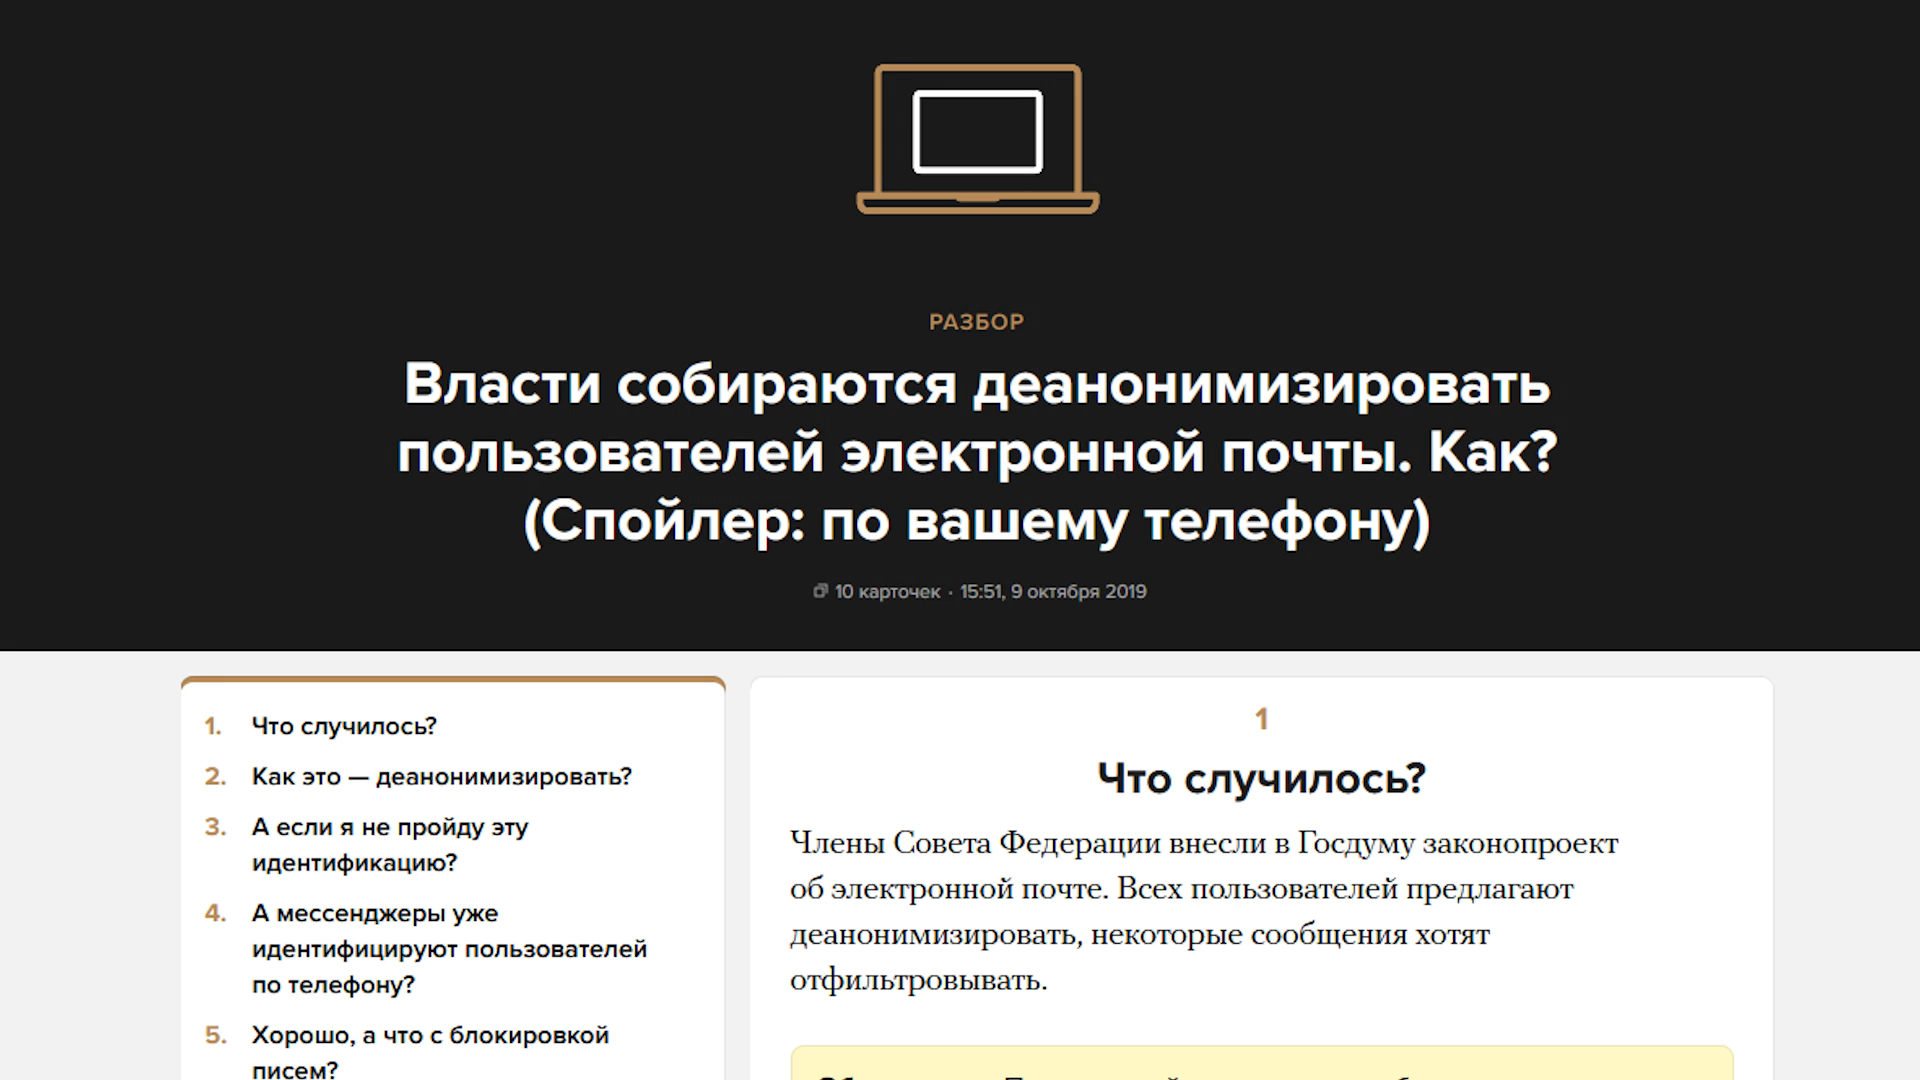 РАЗБОР
Власти собираются деанонимизировать
пользователей электронной почты. Как?
(Спойлер: по вашему телефону)
10 карточек · 15:51, 9 октября 2019
1. Что случилось?
2. Как это — деанонимизировать?
3. А если я не пройду эту
идентификацию?
4. А мессенджеры уже
идентифицируют пользователей
по телефону?
5. Хорошо, а что с блокировкой
писем?
1
Что случилось?
Члены Совета Федерации внесли в Госдуму законопроект
об электронной почте. Всех пользователей предлагают
деанонимизировать, некоторые сообщения хотят
отфильтровывать.